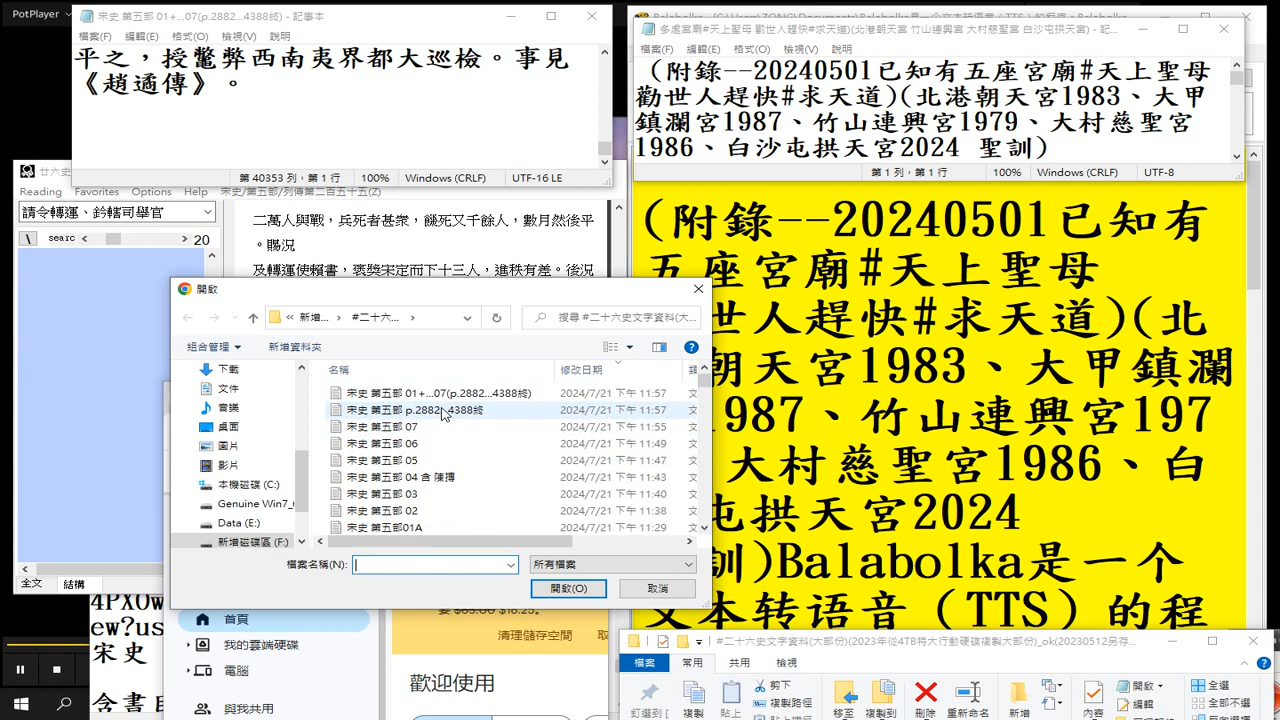 PotPlayer
宋史 第五部 01+...07(p.2882...4388終) - 記事本
檔案(F) 編輯(E) 格式(O) 檢視(V) 說明
平之，授鼈弊西南夷界都大巡檢。事見
《趙遹傳》。
第 40353 列，第 1 行 100% Windows (CRLF) UTF-16 LE
多處宮廟#天上聖母 勸世人趕快#求天道)(北港朝天宮 竹山連興宮 大村慈聖宮 白沙屯拱天宮) - 記...
檔案(F) 編輯(E) 格式(O) 檢視(V) 說明
（附錄--20240501已知有五座宮廟#天上聖母
勸世人趕快#求天道)(北港朝天宮1983、大甲
鎮瀾宮1987、竹山連興宮1979、大村慈聖宮
1986、白沙屯拱天宮2024 聖訓)
第 1 列，第 1 行 100% Windows (CRLF) UTF-8
廿六史
Reading Favorites Options Help
宋史/第五部/列傳第二百五十五(Z)
請令轉運、鈐轄司舉官
\ searc 20
二萬人與戰，兵死者甚衆，餓死又千餘人，數月然後平
。賜況
及轉運使賴書，褒獎宋定而下十三人，進秩有差。後況
全文 結構
開啟
新增... #二十六... 搜尋 #二十六史文字資料(大...
組合管理 新增資料夾
名稱 修改日期
下載
文件
音樂
桌面
圖片
影片
本機磁碟 (C:)
Genuine Win7_
Data (E:)
新增磁碟區 (F:)
宋史 第五部 01+...07(p.2882...4388終) 2024/7/21 下午 11:57 文
宋史 第五部 p.2882...4388終 2024/7/21 下午 11:57 文
宋史 第五部 07 2024/7/21 下午 11:55 文
宋史 第五部 06 2024/7/21 下午 11:49 文
宋史 第五部 05 2024/7/21 下午 11:47 文
宋史 第五部 04 含 陳摶 2024/7/21 下午 11:43 文
宋史 第五部 03 2024/7/21 下午 11:40 文
宋史 第五部 02 2024/7/21 下午 11:38 文
宋史 第五部01A 2024/7/21 下午 11:29 文
檔案名稱(N): 所有檔案
開啟(O) 取消
（附錄--20240501已知有
五座宮廟#天上聖母
世人趕快#求天道)(北
朝天宮1983、大甲鎮瀾
1987、竹山連興宮197
大村慈聖宮1986、白
屯拱天宮2024
訓)Balabolka是一个
文本转语音（TTS）的程
4PXOw
ew?us
宋史
含書目
首頁
我的雲端硬碟
電腦
與我共用
清理儲存空間
歡迎使用
#二十六史文字資料(大部份)(2023年從4TB特大行動硬碟複製大部份)_ok(20230512另存...
檔案 常用 共用 檢視
釘選到 [ 複製 貼上 剪下 複製路徑 移至 複製到 刪除 重新命名 新增 內容 開啟 編輯 全選 全部不選